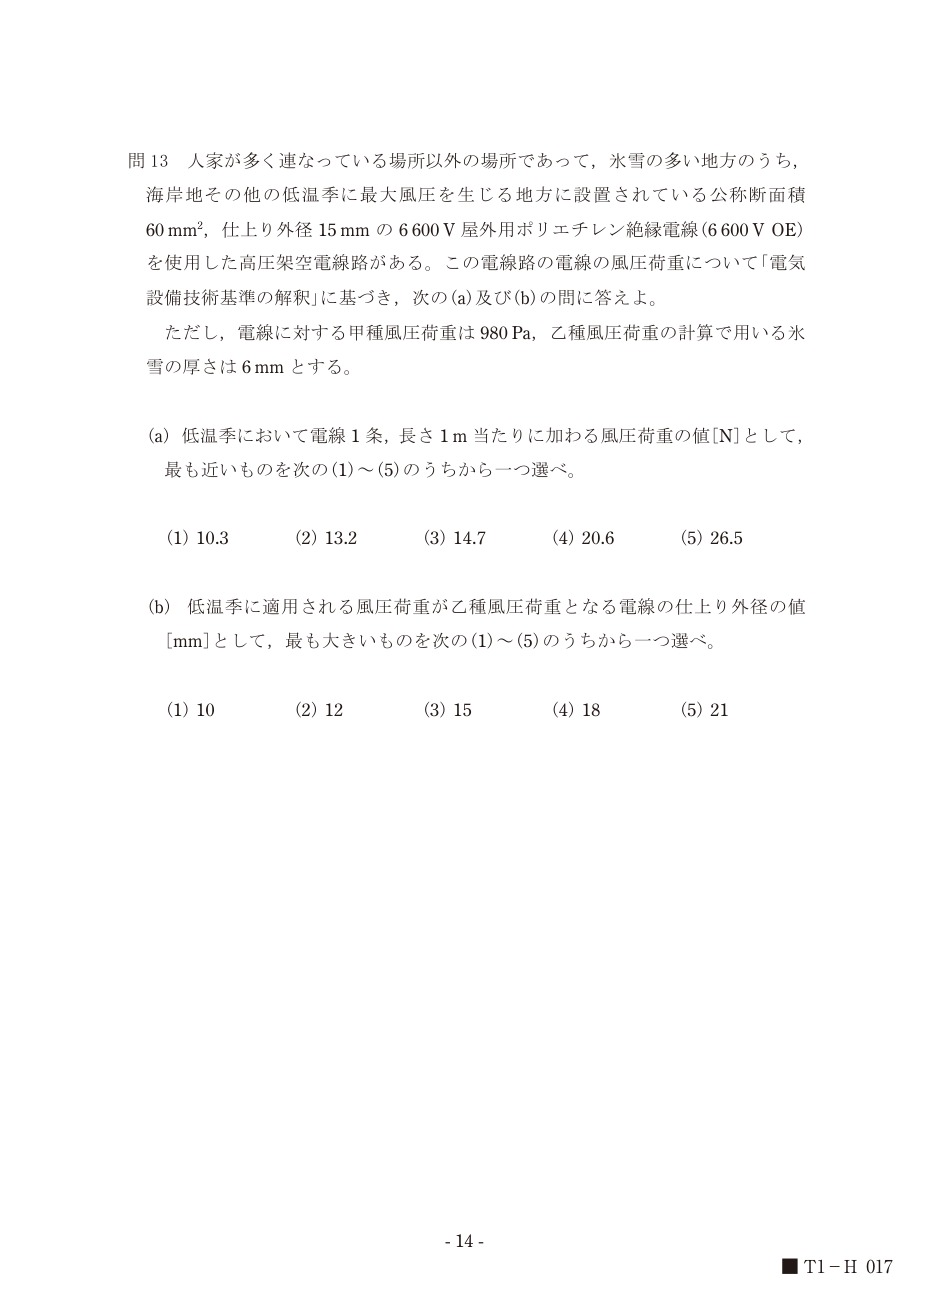 問 13　人家が多く連なっている場所以外の場所であって，氷雪の多い地方のうち，
海岸地その他の低温季に最大風圧を生じる地方に設置されている公称断面積
60 mm²，仕上り外径 15 mm の 6 600 V 屋外用ポリエチレン絶縁電線(6 600 V OE)
を使用した高圧架空電線路がある。この電線路の電線の風圧荷重について「電気
設備技術基準の解釈」に基づき，次の(a)及び(b)の問に答えよ。
ただし，電線に対する甲種風圧荷重は 980 Pa，乙種風圧荷重の計算で用いる氷
雪の厚さは 6 mm とする。
(a) 低温季において電線 1 条，長さ 1 m 当たりに加わる風圧荷重の値[N]として，
最も近いものを次の(1)～(5)のうちから一つ選べ。
(1) 10.3　(2) 13.2　(3) 14.7　(4) 20.6　(5) 26.5
(b) 低温季に適用される風圧荷重が乙種風圧荷重となる電線の仕上り外径の値
[mm]として，最も大きいものを次の(1)～(5)のうちから一つ選べ。
(1) 10　(2) 12　(3) 15　(4) 18　(5) 21
- 14 -
■ T1－H 017